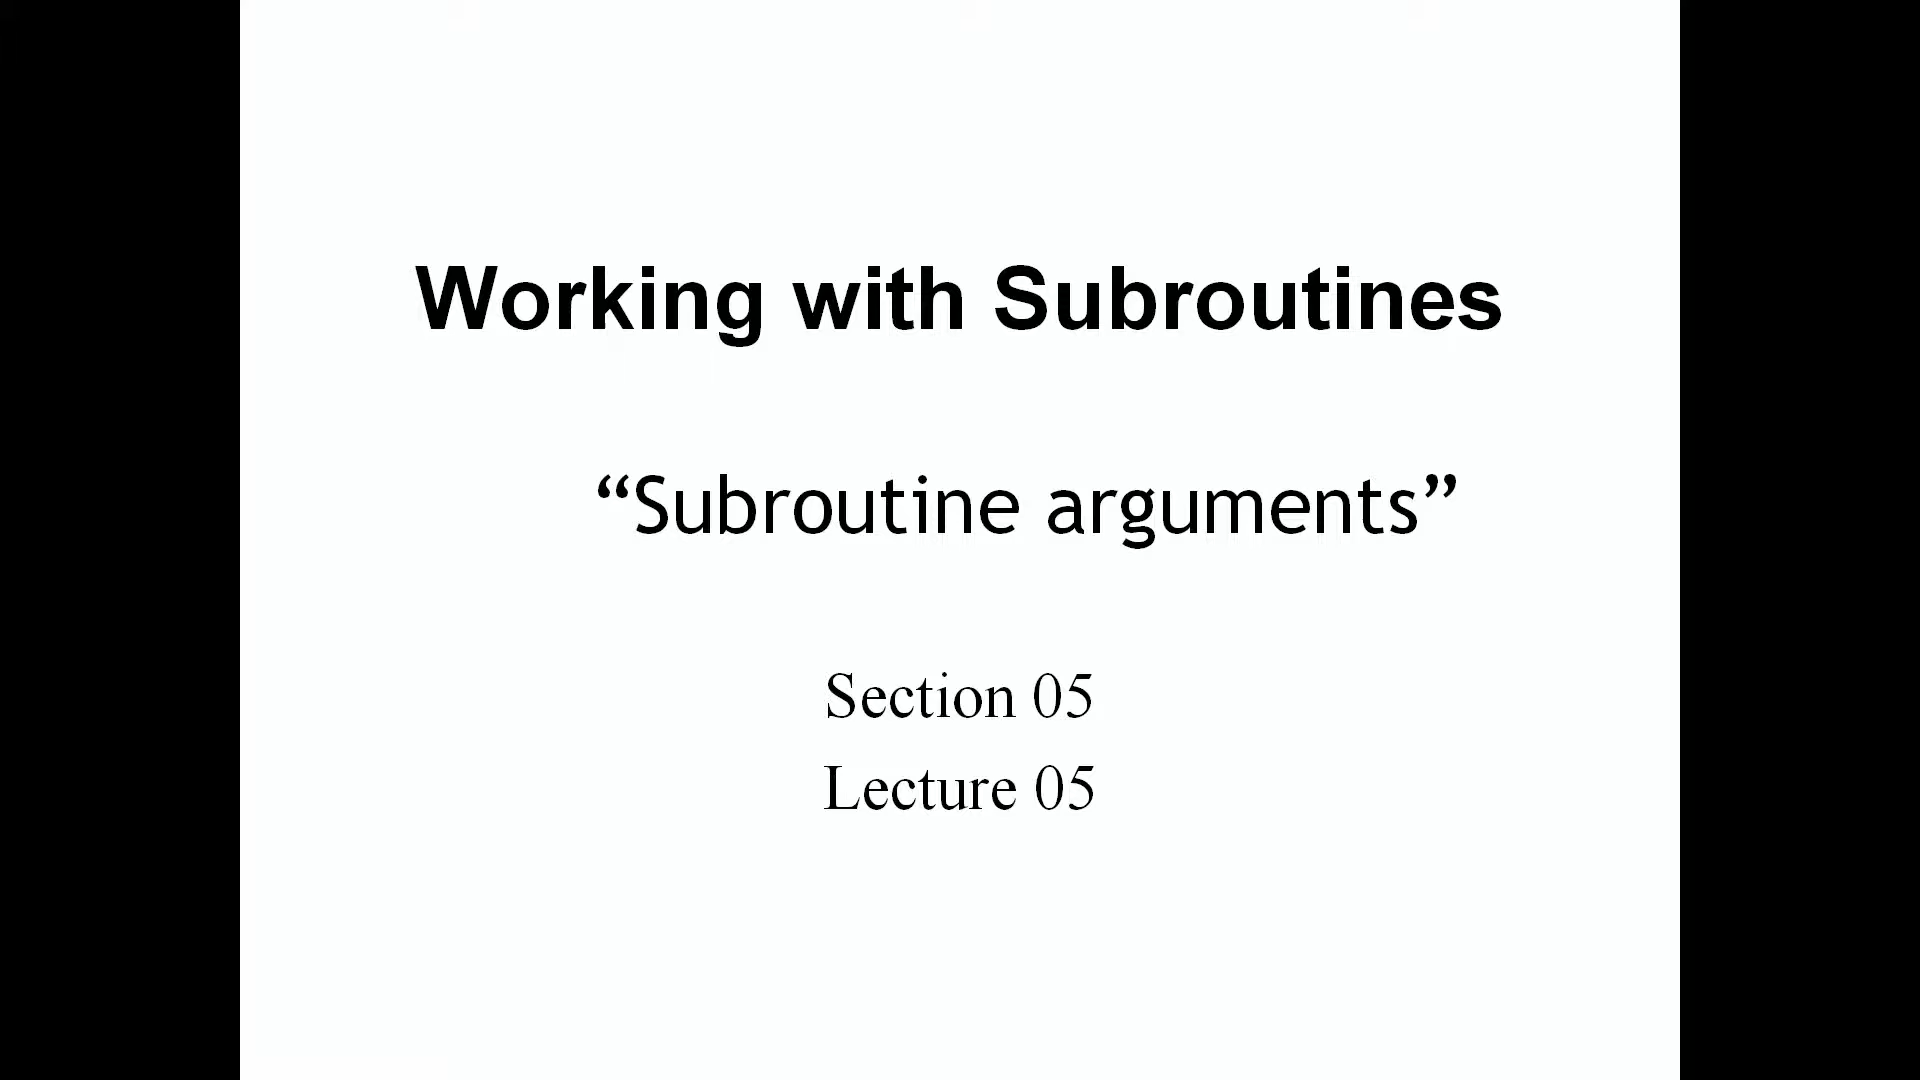 Working with Subroutines
“Subroutine arguments”
Section 05
Lecture 05